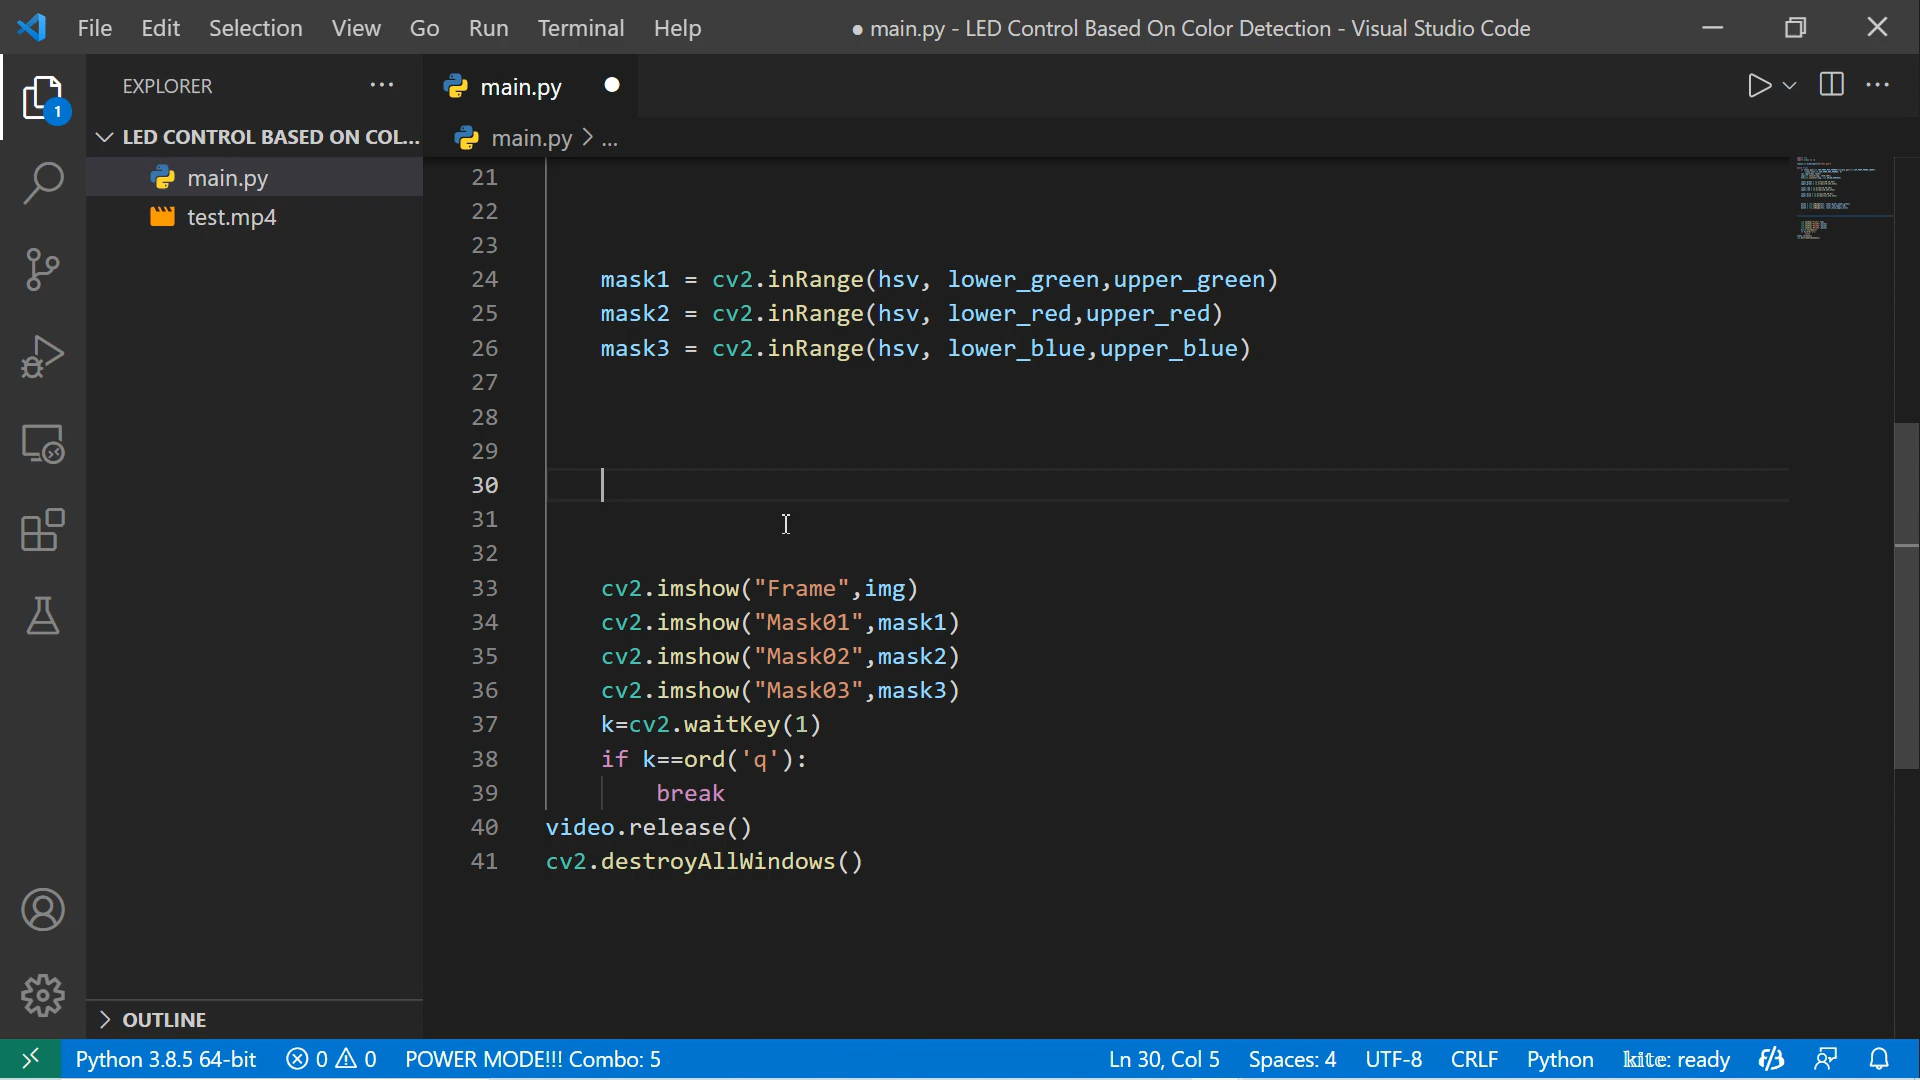 File Edit Selection View Go Run Terminal Help
● main.py - LED Control Based On Color Detection - Visual Studio Code
EXPLORER
main.py
1
LED CONTROL BASED ON COL...
main.py > ...
main.py
test.mp4
21
22
23
24 mask1 = cv2.inRange(hsv, lower_green,upper_green)
25 mask2 = cv2.inRange(hsv, lower_red,upper_red)
26 mask3 = cv2.inRange(hsv, lower_blue,upper_blue)
27
28
29
30
31
32
33 cv2.imshow("Frame",img)
34 cv2.imshow("Mask01",mask1)
35 cv2.imshow("Mask02",mask2)
36 cv2.imshow("Mask03",mask3)
37 k=cv2.waitKey(1)
38 if k==ord('q'):
39 break
40 video.release()
41 cv2.destroyAllWindows()
OUTLINE
Python 3.8.5 64-bit 0 0 POWER MODE!!! Combo: 5 Ln 30, Col 5 Spaces: 4 UTF-8 CRLF Python kite: ready